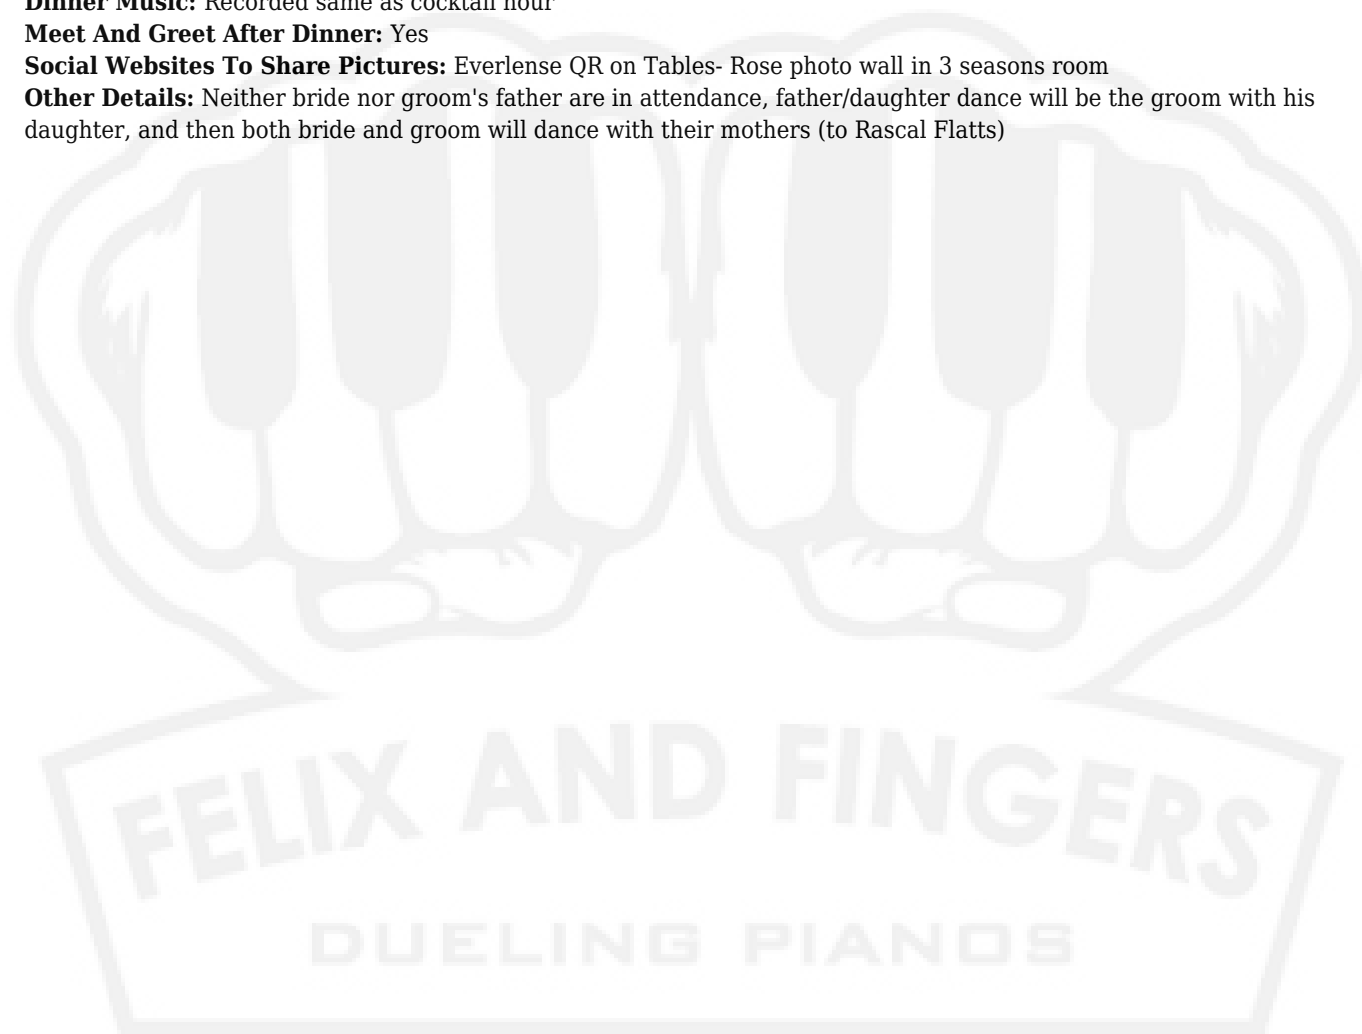 Dinner Music: Recorded same as cocktail hour
Meet And Greet After Dinner: Yes
Social Websites To Share Pictures: Everlense QR on Tables- Rose photo wall in 3 seasons room
Other Details: Neither bride nor groom's father are in attendance, father/daughter dance will be the groom with his
daughter, and then both bride and groom will dance with their mothers (to Rascal Flatts)
FELIX AND FINGERS
DUELING PIANOS